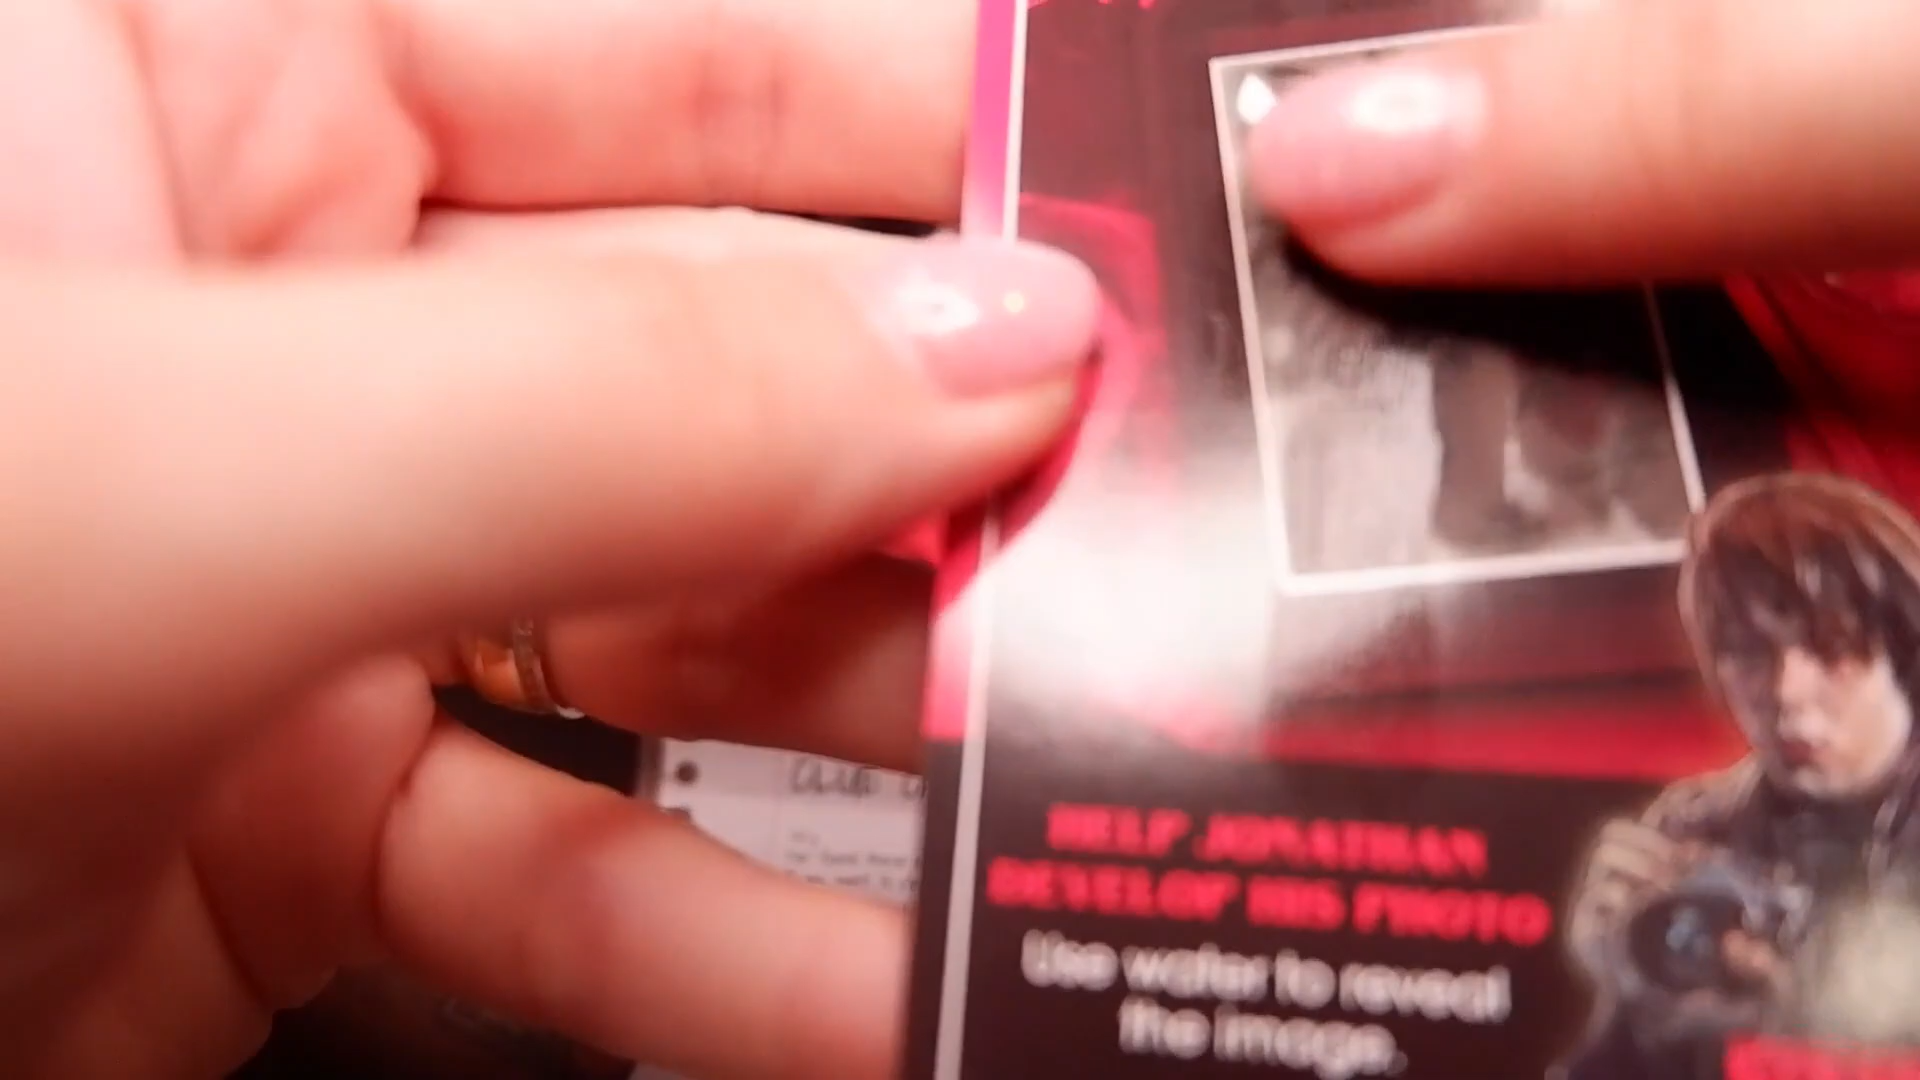 HELP JONATHAN
DEVELOP HIS PHOTO
Use water to reveal
the image.